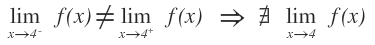 lim f(x) ≠ lim f(x) ⇒ ∄ lim f(x)
x→4⁻ x→4⁺ x→4